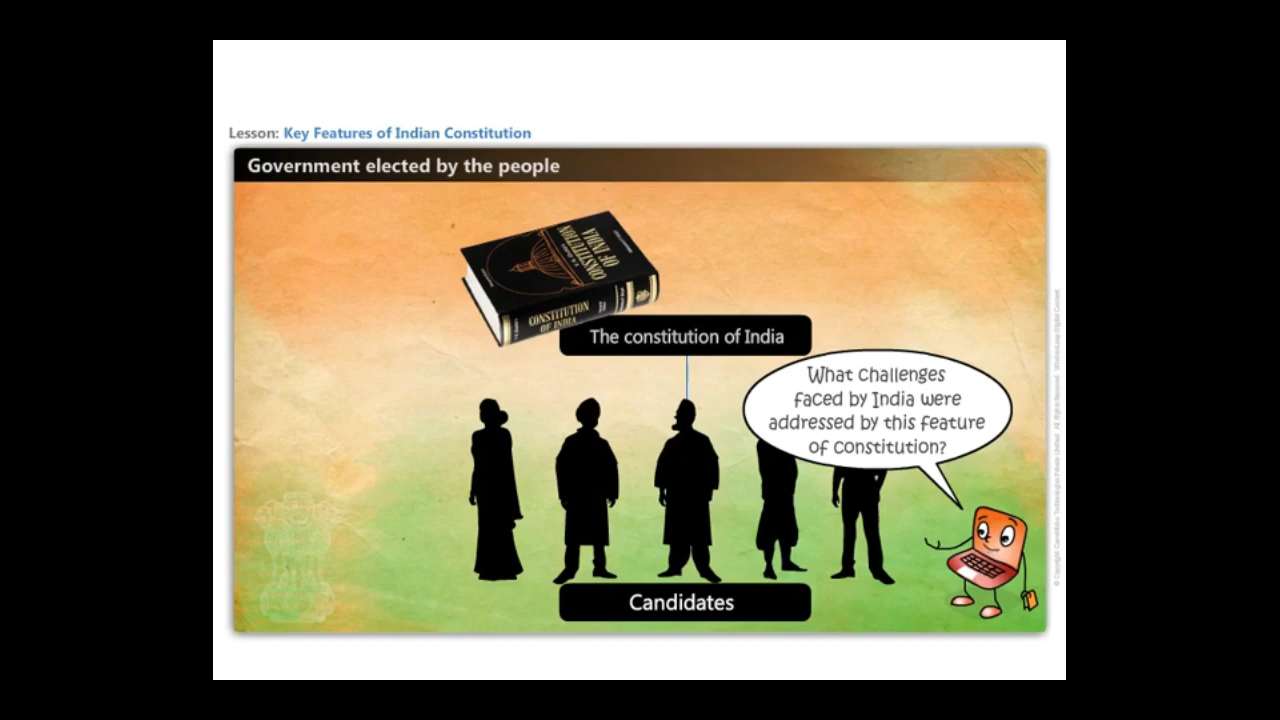 Lesson: Key Features of Indian Constitution
Government elected by the people
CONSTITUTION
OF INDIA
CONSTITUTION
OF INDIA
The constitution of India
What challenges
faced by India were
addressed by this feature
of constitution?
Candidates